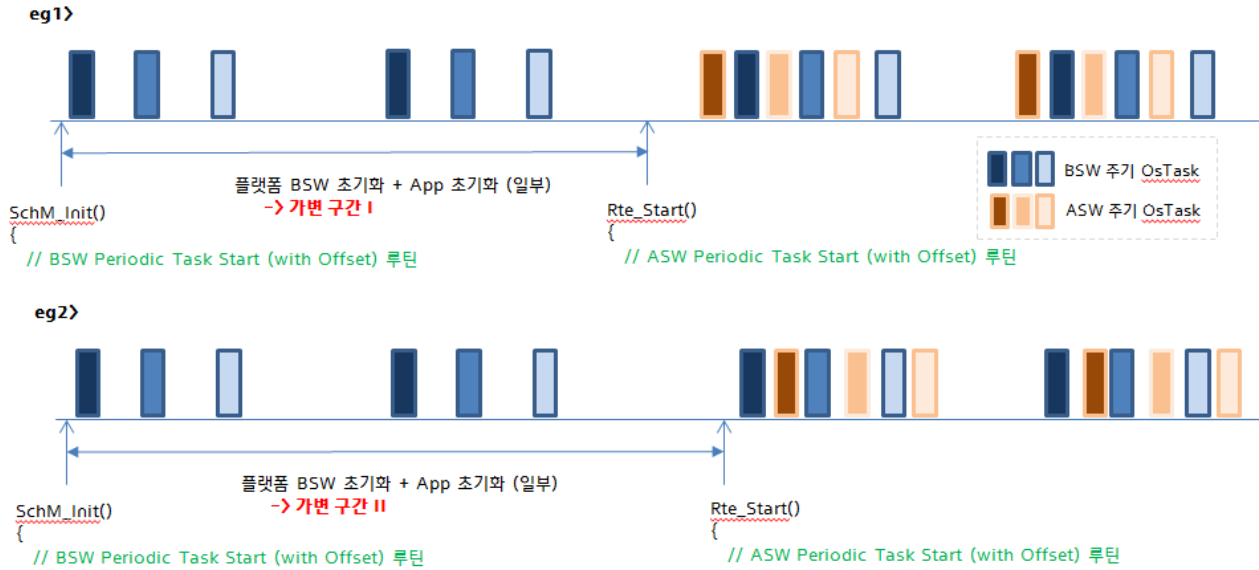 eg1>
플랫폼 BSW 초기화 + App 초기화 (일부)
-> 가변 구간 I
SchM_Init()
{
// BSW Periodic Task Start (with Offset) 루틴
Rte_Start()
{
// ASW Periodic Task Start (with Offset) 루틴
BSW 주기 OsTask
ASW 주기 OsTask
eg2>
플랫폼 BSW 초기화 + App 초기화 (일부)
-> 가변 구간 II
SchM_Init()
{
// BSW Periodic Task Start (with Offset) 루틴
Rte_Start()
{
// ASW Periodic Task Start (with Offset) 루틴